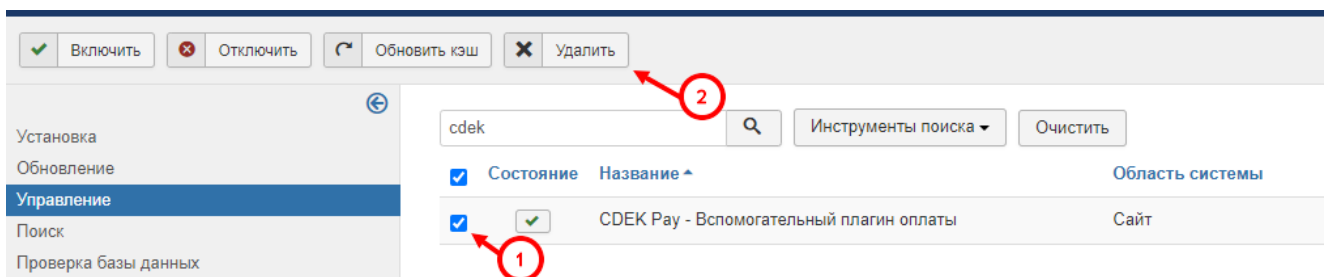 Включить Отключить Обновить кэш Удалить
2
cdek Инструменты поиска Очистить
Установка
Обновление
Состояние Название Область системы
Управление
CDEK Pay - Вспомогательный плагин оплаты Сайт
Поиск
1
Проверка базы данных